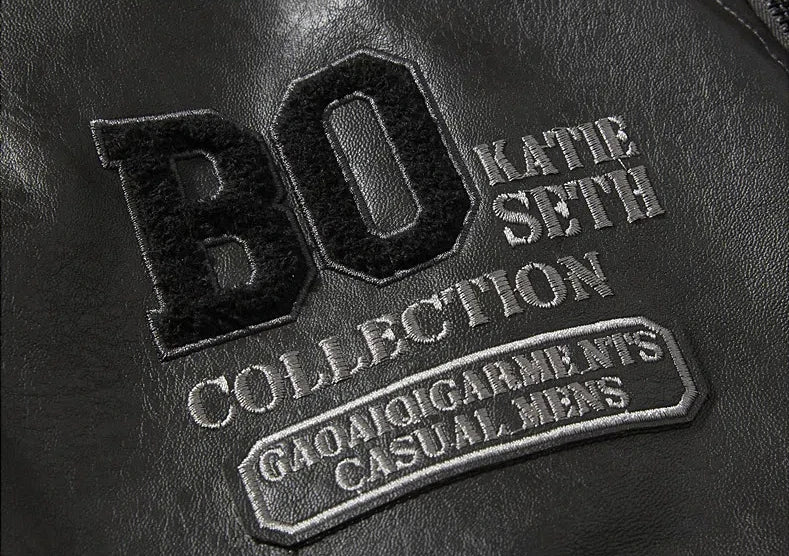 BO
KATIE
SETH
COLLECTION
GAOAIQIGARMENTS
CASUAL MENS